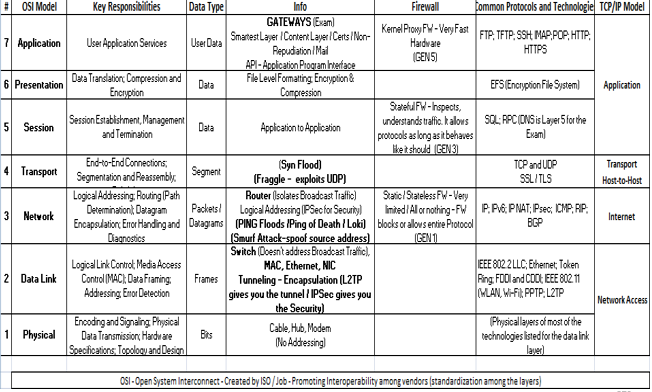 # OSI Model Key Responsibilities Data Type Info Firewall Common Protocols and Technologie TCP/IP Model
7 Application
User Application Services
User Data
GATEWAYS (Exam)
Smartest Layer / Content Layer / Certs / Non-
Repudiation / Mail
API - Application Program Interface
Kernel Proxy FW - Very Fast
Hardware
(GEN 5)
FTP; TFTP; SSH; IMAP;POP; HTTP;
HTTPS
Application
6 Presentation
Data Translation; Compression and
Encryption
Data
File Level Formatting; Encryption &
Compression
EFS (Encryption File System)
5 Session
Session Establishment, Management
and Termination
Data
Application to Application
Stateful FW - Inspects,
understands traffic. It allows
protocols as long as it behaves
like it should (GEN 3)
SQL; RPC (DNS is Layer 5 for the
Exam)
4 Transport
End-to-End Connections;
Segmentation and Reassembly;
Segment
(Syn Flood)
(Fraggle - exploits UDP)
TCP and UDP
SSL / TLS
Transport
Host-to-Host
3 Network
Logical Addressing; Routing (Path
Determination); Datagram
Encapsulation; Error Handling and
Diagnostics
Packets /
Datagrams
Router (Isolates Broadcast Traffic)
Logical Addressing (IPSec for Security)
(PING Floods /Ping of Death / Loki)
(Smurf Attack-spoof source address)
Static / Stateless FW - Very
limited / All or nothing - FW
blocks or allows entire Protocol
(GEN 1)
IP; IPv6; IP NAT; IPsec; ICMP; RIP;
BGP
Internet
2 Data Link
Logical Link Control; Media Access
Control (MAC); Data Framing;
Addressing; Error Detection
Frames
Switch (Doesn't address Broadcast Traffic),
MAC, Ethernet, NIC
Tunneling - Encapsulation (L2TP
gives you the tunnel / IPSec gives you
the Security)
IEEE 802.2 LLC; Ethernet; Token
Ring; FDDI and CDDI; IEEE 802.11
(WLAN, Wi-Fi); PPTP; L2TP
Network Access
1 Physical
Encoding and Signaling; Physical
Data Transmission; Hardware
Specifications; Topology and Design
Bits
Cable, Hub, Modem
(No Addressing)
(Physical layers of most of the
technologies listed for the data link
layer)
OSI - Open System Interconnect - Created by ISO / Job - Promoting Interoperability among vendors (standardization among the layers)